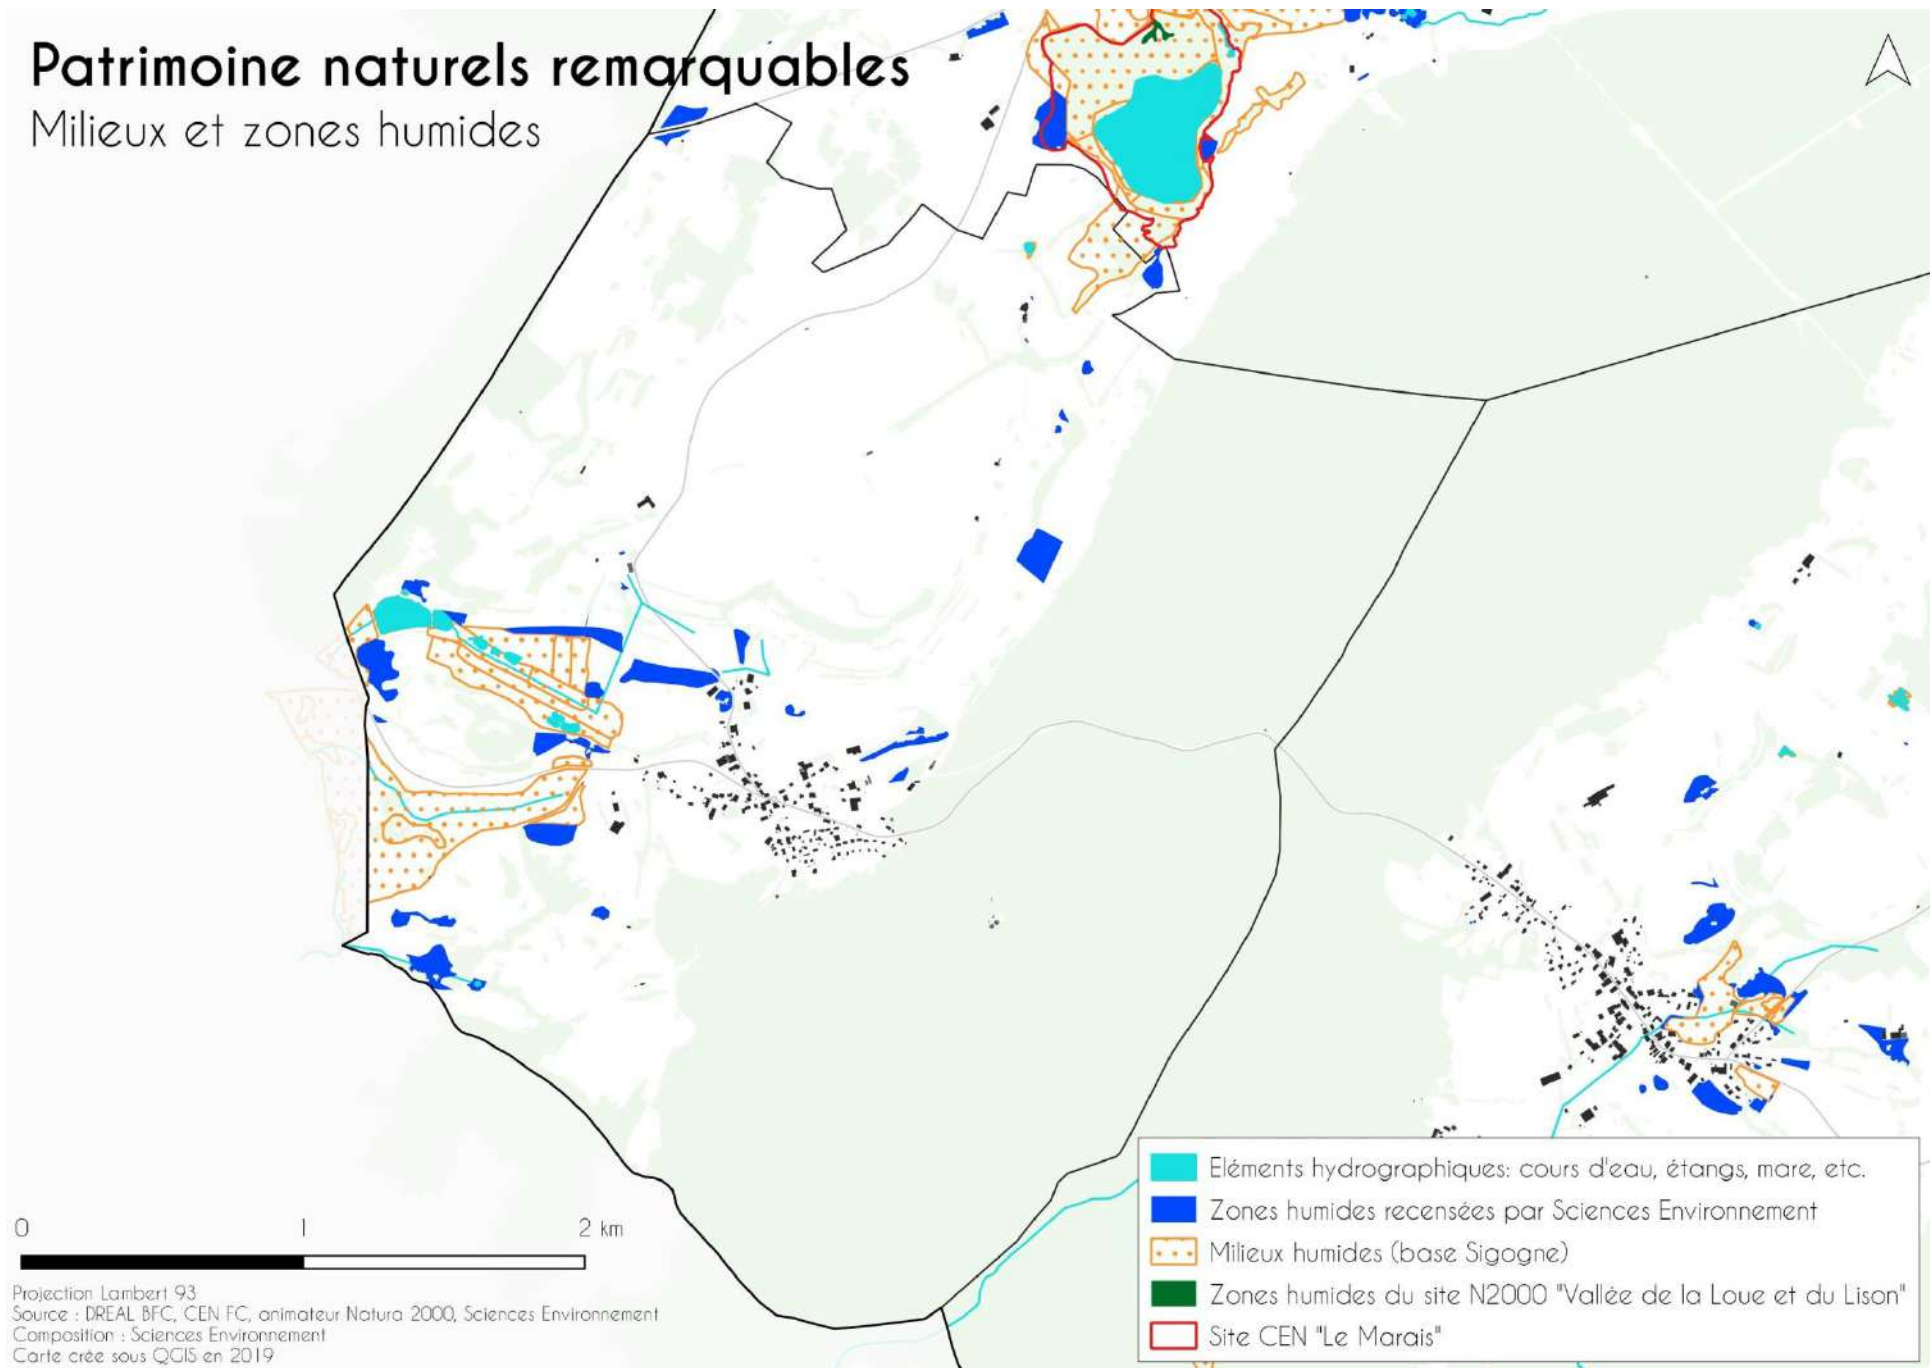 Patrimoine naturels remarquables
Milieux et zones humides
Eléments hydrographiques: cours d'eau, étangs, mare, etc.
Zones humides recensées par Sciences Environnement
Milieux humides (base Sigogne)
Zones humides du site N2000 "Vallée de la Loue et du Lison"
Site CEN "Le Marais"
0 1 2 km
Projection Lambert 93
Source : DREAL BFC, CEN FC, animateur Natura 2000, Sciences Environnement
Composition : Sciences Environnement
Carte crée sous QGIS en 2019